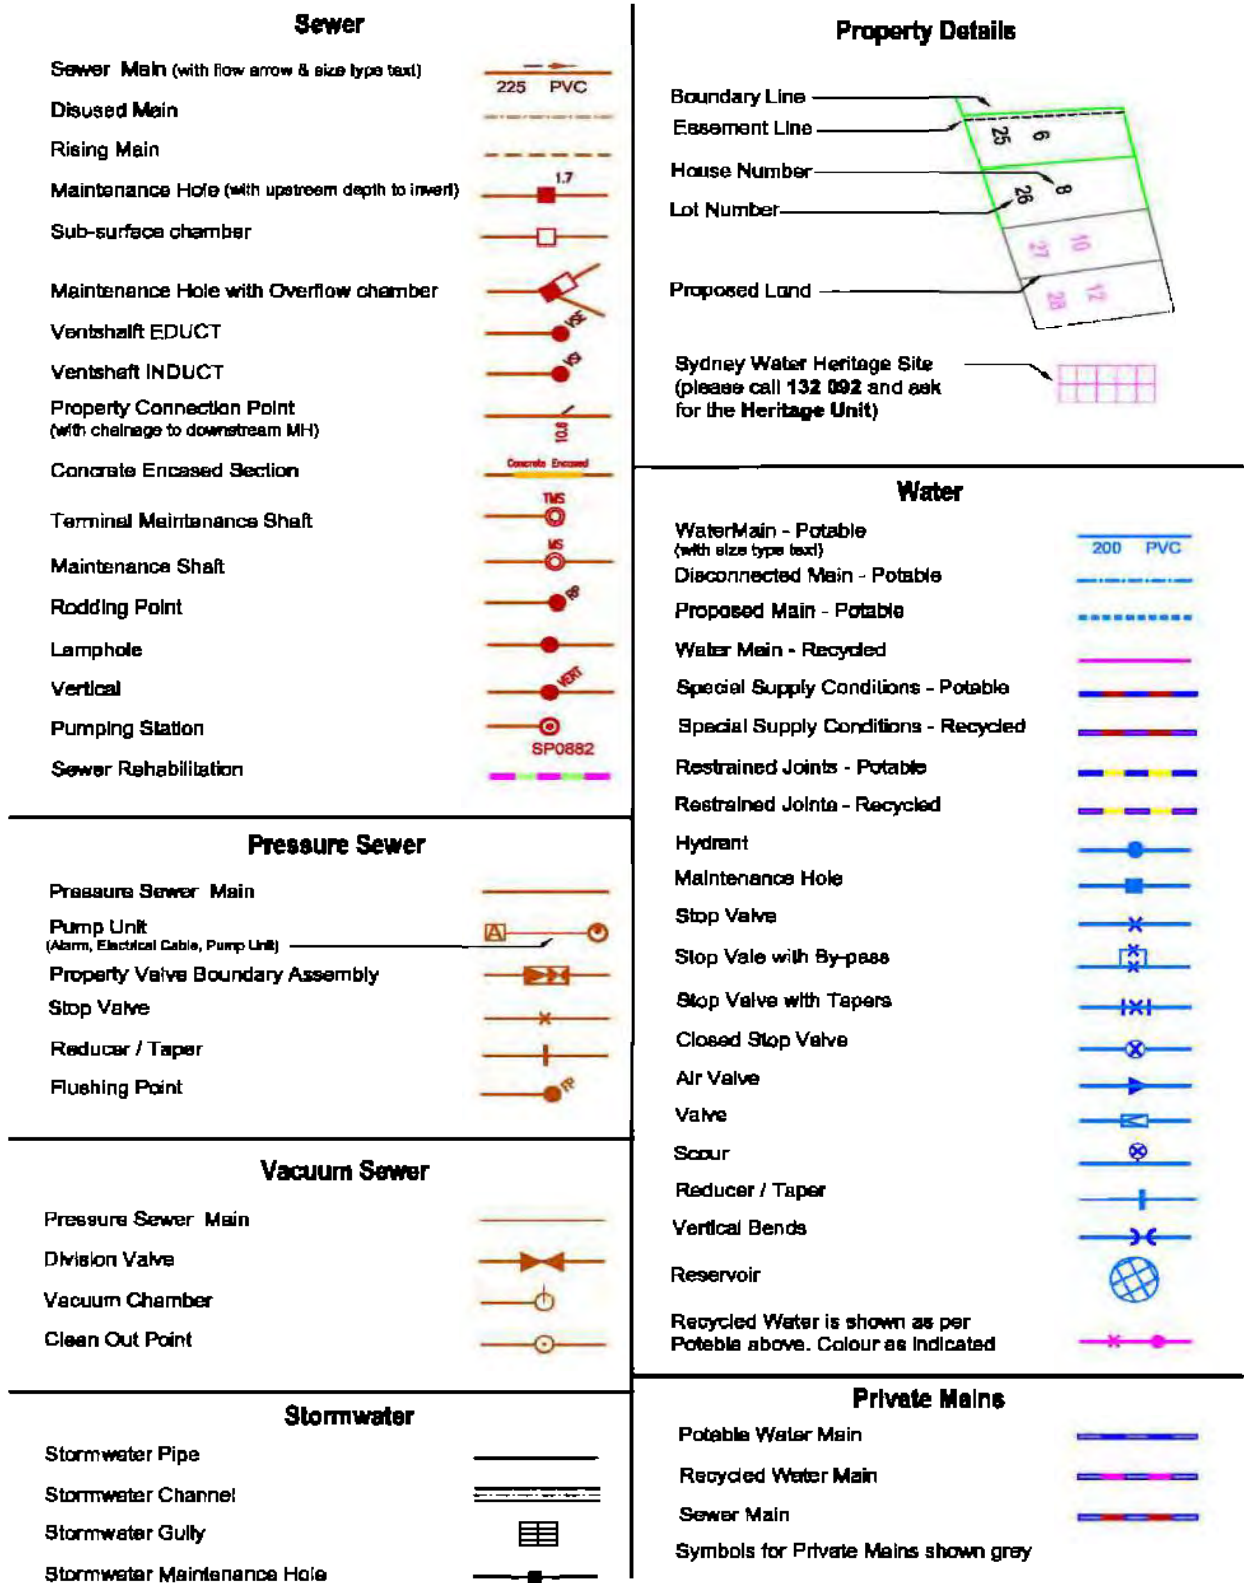 Sewer
Sewer Main (with flow arrow & size type text)
225 PVC
Disused Main
Rising Main
Maintenance Hole (with upstream depth to invert)
1.7
Sub-surface chamber
Maintenance Hole with Overflow chamber
Ventshalft EDUCT
VSE
Ventshaft INDUCT
VSI
Property Connection Point
(with chainage to downstream MH)
10.6
Concrete Encased Section
Concrete Encased
Terminal Maintenance Shaft
TMS
Maintenance Shaft
MS
Rodding Point
RP
Lamphole
Vertical
VERT
Pumping Station
SP0882
Sewer Rehabilitation
Pressure Sewer
Pressure Sewer Main
Pump Unit
(Alarm, Electrical Cable, Pump Unit)
A
Property Valve Boundary Assembly
Stop Valve
Reducer / Taper
Flushing Point
FP
Vacuum Sewer
Pressure Sewer Main
Division Valve
Vacuum Chamber
Clean Out Point
Stormwater
Stormwater Pipe
Stormwater Channel
Stormwater Gully
Stormwater Maintenance Hole
Property Details
Boundary Line
Easement Line
House Number
Lot Number
Proposed Land
25 6
26 8
27 10
28 12
Sydney Water Heritage Site
(please call 132 092 and ask
for the Heritage Unit)
Water
WaterMain - Potable
(with size type text)
200 PVC
Disconnected Main - Potable
Proposed Main - Potable
Water Main - Recycled
Special Supply Conditions - Potable
Special Supply Conditions - Recycled
Restrained Joints - Potable
Restrained Joints - Recycled
Hydrant
Maintenance Hole
Stop Valve
Stop Vale with By-pass
Stop Valve with Tapers
Closed Stop Valve
Air Valve
Valve
Scour
Reducer / Taper
Vertical Bends
Reservoir
Recycled Water is shown as per
Potable above. Colour as indicated
Private Mains
Potable Water Main
Recycled Water Main
Sewer Main
Symbols for Private Mains shown grey